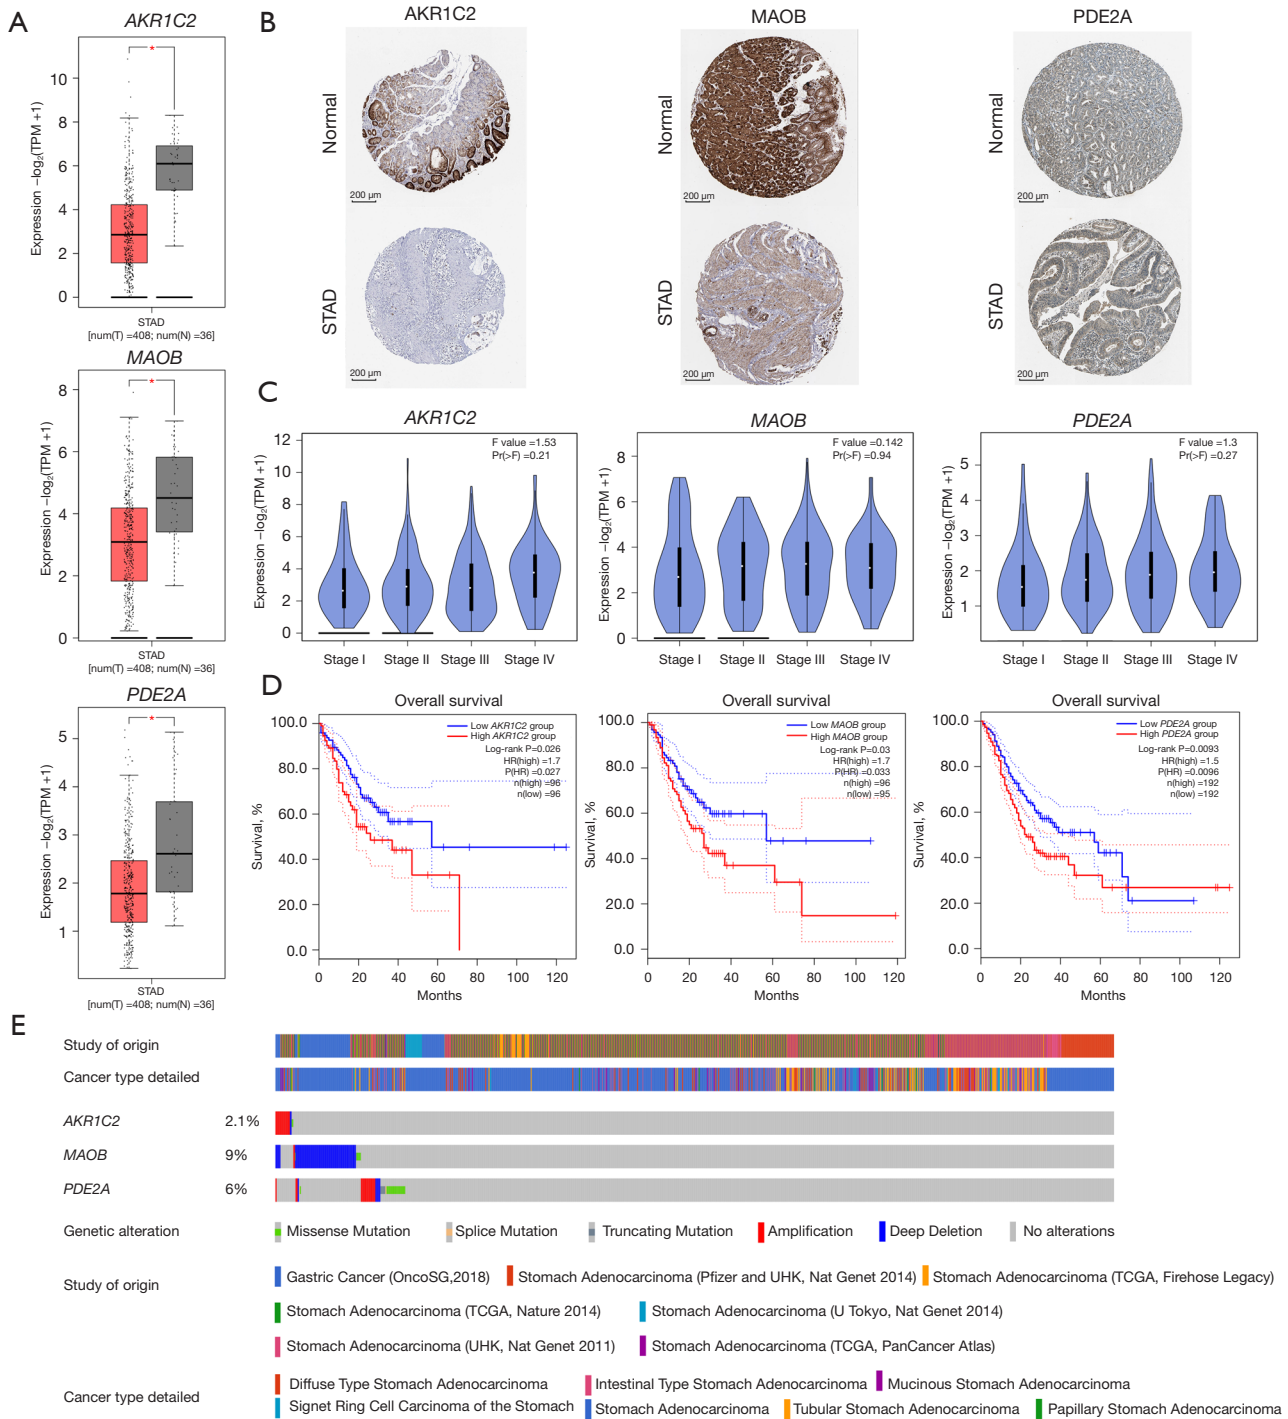 A
AKR1C2
Expression –log2(TPM +1)
10
8
6
4
2
0
*
STAD
[num(T) =408; num(N) =36]
MAOB
Expression –log2(TPM +1)
8
6
4
2
0
*
STAD
[num(T) =408; num(N) =36]
PDE2A
Expression –log2(TPM +1)
5
4
3
2
1
*
STAD
[num(T) =408; num(N) =36]
B
AKR1C2
MAOB
PDE2A
Normal
200 µm
Normal
200 µm
Normal
200 µm
STAD
200 µm
STAD
200 µm
STAD
200 µm
C
AKR1C2
F value =1.53
Pr(>F) =0.21
Expression –log2(TPM +1)
12
10
8
6
4
2
0
Stage I Stage II Stage III Stage IV
MAOB
F value =0.142
Pr(>F) =0.94
Expression –log2(TPM +1)
8
6
4
2
0
Stage I Stage II Stage III Stage IV
PDE2A
F value =1.3
Pr(>F) =0.27
Expression –log2(TPM +1)
5
4
3
2
1
Stage I Stage II Stage III Stage IV
D
Overall survival
Low AKR1C2 group
High AKR1C2 group
Log-rank P=0.026
HR(high) =1.7
P(HR) =0.027
n(high) =96
n(low) =96
Survival, %
100.0
80.0
60.0
40.0
20.0
0.0
0 20 40 60 80 100 120
Months
Overall survival
Low MAOB group
High MAOB group
Log-rank P=0.03
HR(high) =1.7
P(HR) =0.033
n(high) =96
n(low) =95
Survival, %
100.0
80.0
60.0
40.0
20.0
0.0
0 20 40 60 80 100 120
Months
Overall survival
Low PDE2A group
High PDE2A group
Log-rank P=0.0093
HR(high) =1.5
P(HR) =0.0096
n(high) =192
n(low) =192
Survival, %
100.0
80.0
60.0
40.0
20.0
0.0
0 20 40 60 80 100 120
Months
E
Study of origin
Cancer type detailed
AKR1C2 2.1%
MAOB 9%
PDE2A 6%
Genetic alteration Missense Mutation Splice Mutation Truncating Mutation Amplification Deep Deletion No alterations
Study of origin
Gastric Cancer (OncoSG,2018) Stomach Adenocarcinoma (Pfizer and UHK, Nat Genet 2014) Stomach Adenocarcinoma (TCGA, Firehose Legacy)
Stomach Adenocarcinoma (TCGA, Nature 2014) Stomach Adenocarcinoma (U Tokyo, Nat Genet 2014)
Stomach Adenocarcinoma (UHK, Nat Genet 2011) Stomach Adenocarcinoma (TCGA, PanCancer Atlas)
Cancer type detailed
Diffuse Type Stomach Adenocarcinoma Intestinal Type Stomach Adenocarcinoma Mucinous Stomach Adenocarcinoma
Signet Ring Cell Carcinoma of the Stomach Stomach Adenocarcinoma Tubular Stomach Adenocarcinoma Papillary Stomach Adenocarcinoma